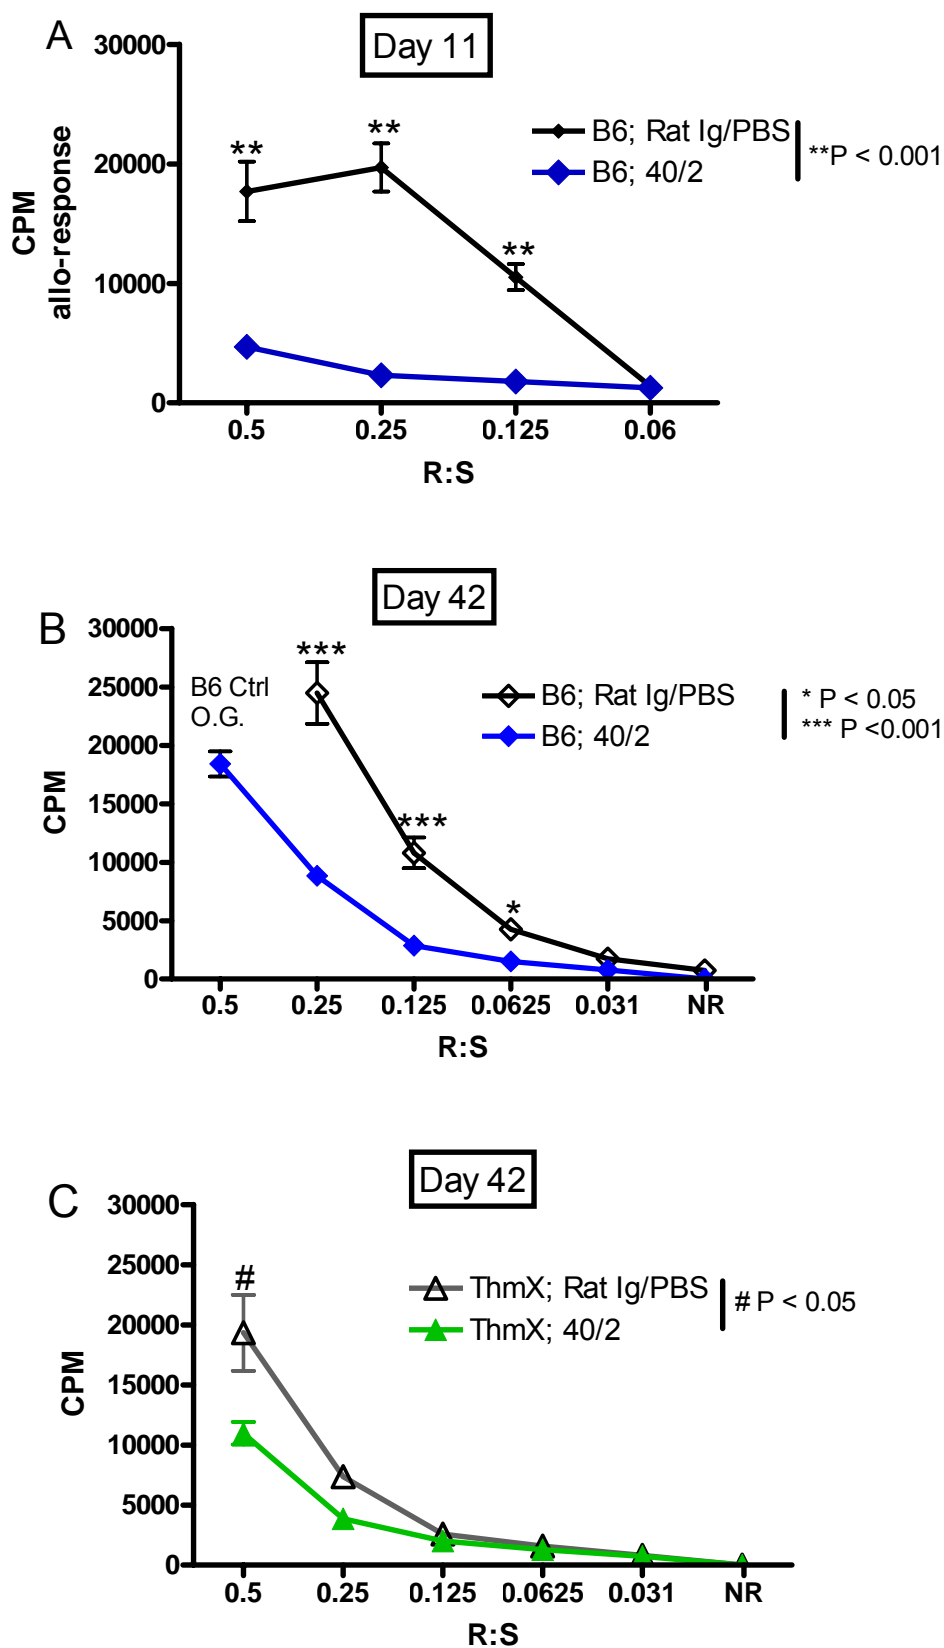 A
Day 11
30000
20000
10000
0
CPM
allo-response
**
**
**
B6; Rat Ig/PBS
B6; 40/2
**P < 0.001
0.5 0.25 0.125 0.06
R:S
B
Day 42
30000
25000
20000
15000
10000
5000
0
CPM
B6 Ctrl
O.G.
***
***
*
B6; Rat Ig/PBS
B6; 40/2
* P < 0.05
*** P <0.001
0.5 0.25 0.125 0.0625 0.031 NR
R:S
C
Day 42
30000
25000
20000
15000
10000
5000
0
CPM
#
ThmX; Rat Ig/PBS
ThmX; 40/2
# P < 0.05
0.5 0.25 0.125 0.0625 0.031 NR
R:S